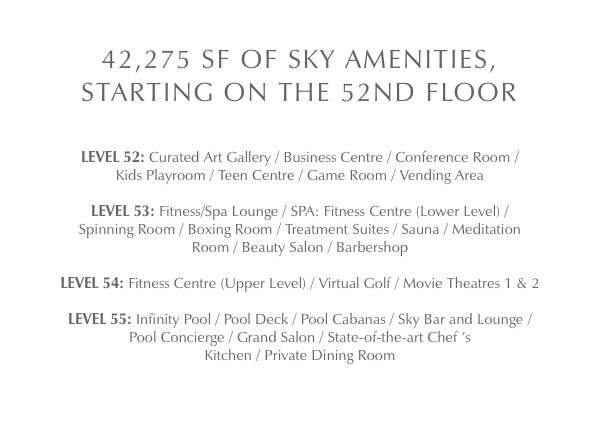 42,275 SF OF SKY AMENITIES,
STARTING ON THE 52ND FLOOR
LEVEL 52: Curated Art Gallery / Business Centre / Conference Room /
Kids Playroom / Teen Centre / Game Room / Vending Area
LEVEL 53: Fitness/Spa Lounge / SPA: Fitness Centre (Lower Level) /
Spinning Room / Boxing Room / Treatment Suites / Sauna / Meditation
Room / Beauty Salon / Barbershop
LEVEL 54: Fitness Centre (Upper Level) / Virtual Golf / Movie Theatres 1 & 2
LEVEL 55: Infinity Pool / Pool Deck / Pool Cabanas / Sky Bar and Lounge /
Pool Concierge / Grand Salon / State-of-the-art Chef ’s
Kitchen / Private Dining Room